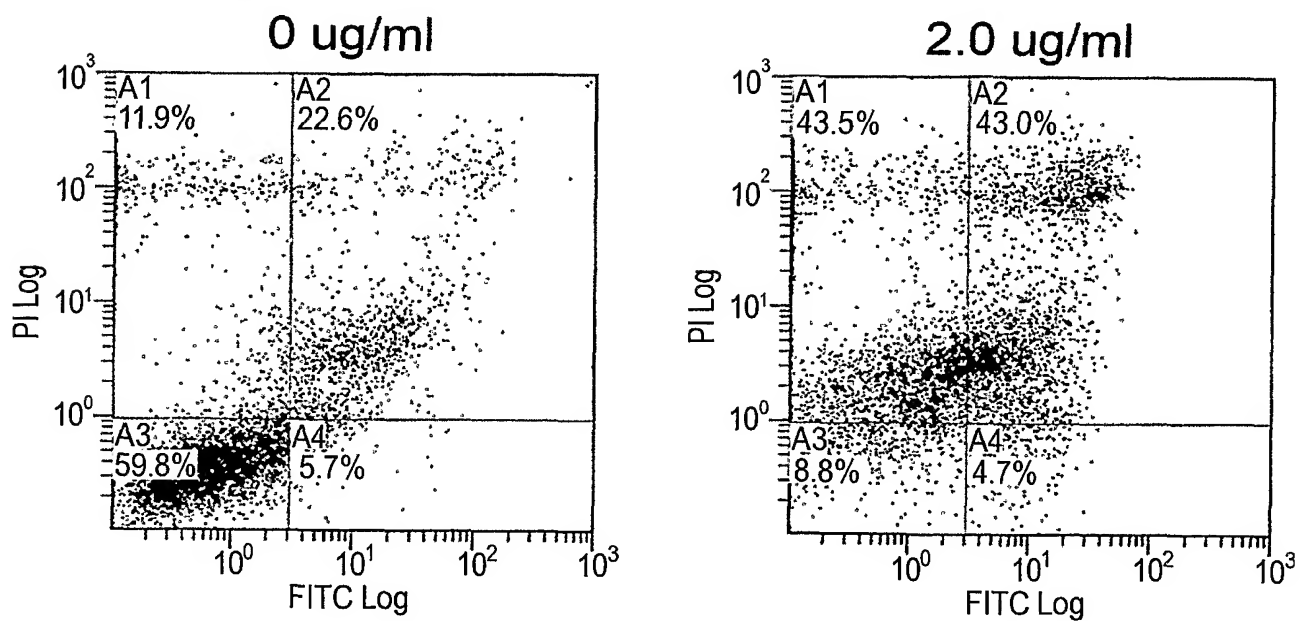 0 ug/ml
10³
A1
11.9%
A2
22.6%
10²
PI Log
10¹
10⁰
A3
59.8%
A4
5.7%
10⁰ 10¹ 10² 10³
FITC Log
2.0 ug/ml
10³
A1
43.5%
A2
43.0%
10²
PI Log
10¹
10⁰
A3
8.8%
A4
4.7%
10⁰ 10¹ 10² 10³
FITC Log